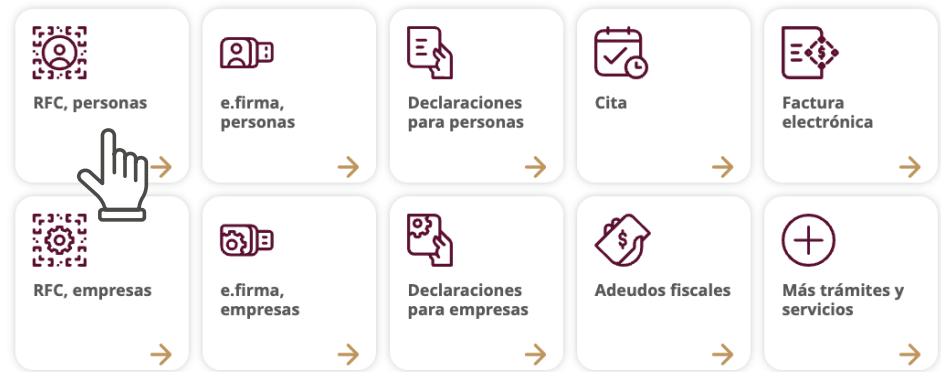 RFC, personas
e.firma,
personas
Declaraciones
para personas
Cita
Factura
electrónica
RFC, empresas
e.firma,
empresas
Declaraciones
para empresas
Adeudos fiscales
Más trámites y
servicios